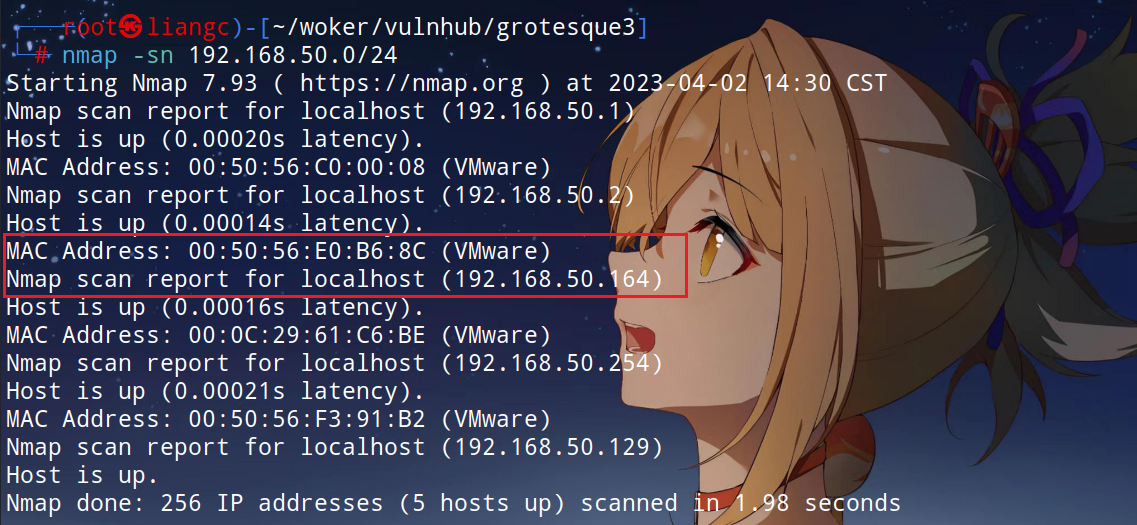 root㉿liangc)-[~/woker/vulnhub/grotesque3]
# nmap -sn 192.168.50.0/24
Starting Nmap 7.93 ( https://nmap.org ) at 2023-04-02 14:30 CST
Nmap scan report for localhost (192.168.50.1)
Host is up (0.00020s latency).
MAC Address: 00:50:56:C0:00:08 (VMware)
Nmap scan report for localhost (192.168.50.2)
Host is up (0.00014s latency).
MAC Address: 00:50:56:E0:B6:8C (VMware)
Nmap scan report for localhost (192.168.50.164)
Host is up (0.00016s latency).
MAC Address: 00:0C:29:61:C6:BE (VMware)
Nmap scan report for localhost (192.168.50.254)
Host is up (0.00021s latency).
MAC Address: 00:50:56:F3:91:B2 (VMware)
Nmap scan report for localhost (192.168.50.129)
Host is up.
Nmap done: 256 IP addresses (5 hosts up) scanned in 1.98 seconds